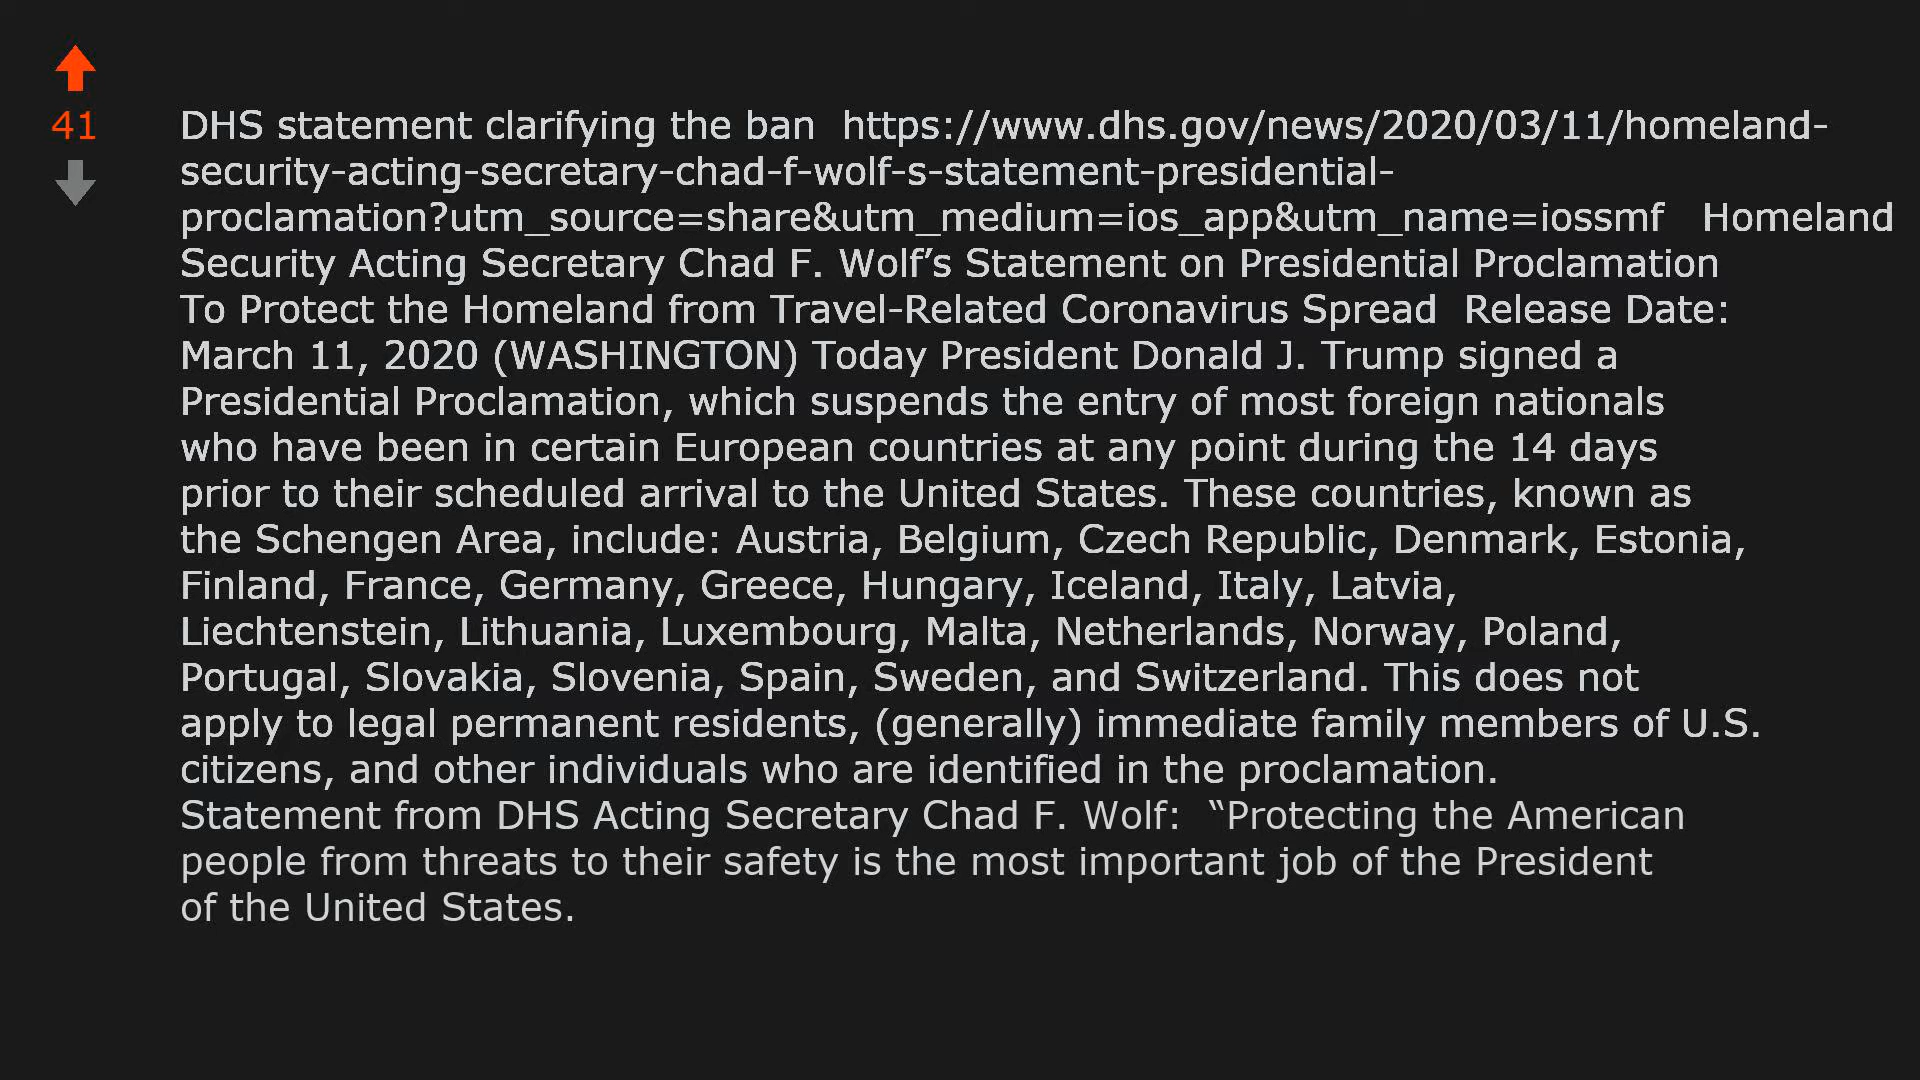 41
DHS statement clarifying the ban  https://www.dhs.gov/news/2020/03/11/homeland-
security-acting-secretary-chad-f-wolf-s-statement-presidential-
proclamation?utm_source=share&utm_medium=ios_app&utm_name=iossmf   Homeland
Security Acting Secretary Chad F. Wolf’s Statement on Presidential Proclamation
To Protect the Homeland from Travel-Related Coronavirus Spread  Release Date:
March 11, 2020 (WASHINGTON) Today President Donald J. Trump signed a
Presidential Proclamation, which suspends the entry of most foreign nationals
who have been in certain European countries at any point during the 14 days
prior to their scheduled arrival to the United States. These countries, known as
the Schengen Area, include: Austria, Belgium, Czech Republic, Denmark, Estonia,
Finland, France, Germany, Greece, Hungary, Iceland, Italy, Latvia,
Liechtenstein, Lithuania, Luxembourg, Malta, Netherlands, Norway, Poland,
Portugal, Slovakia, Slovenia, Spain, Sweden, and Switzerland. This does not
apply to legal permanent residents, (generally) immediate family members of U.S.
citizens, and other individuals who are identified in the proclamation.
Statement from DHS Acting Secretary Chad F. Wolf:  “Protecting the American
people from threats to their safety is the most important job of the President
of the United States.